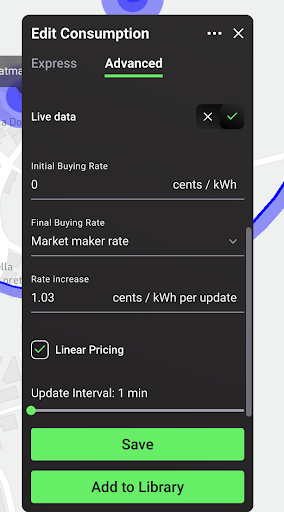 Edit Consumption
Express
Advanced
Live data
Initial Buying Rate
0
cents / kWh
Final Buying Rate
Market maker rate
Rate increase
1.03
cents / kWh per update
Linear Pricing
Update Interval: 1 min
Save
Add to Library